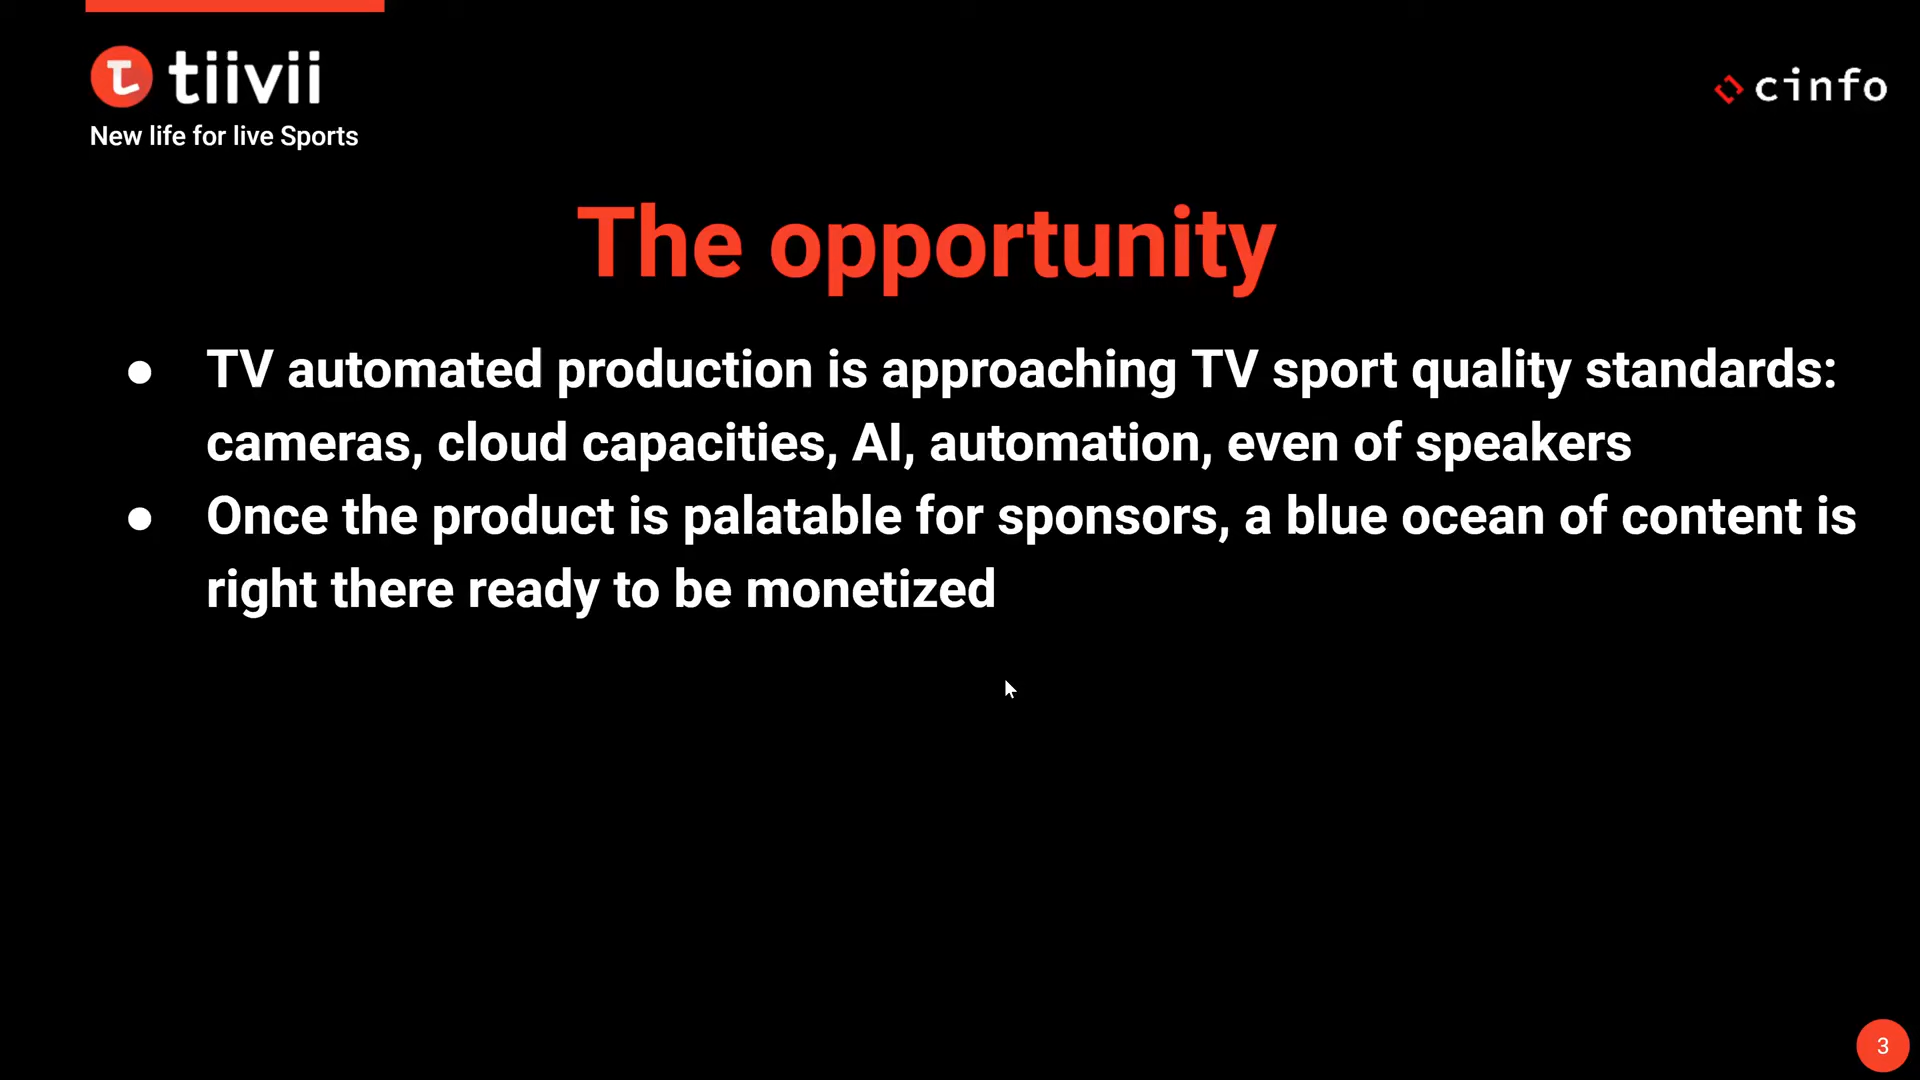 tiivii
New life for live Sports
cinfo
The opportunity
● TV automated production is approaching TV sport quality standards:
cameras, cloud capacities, AI, automation, even of speakers
● Once the product is palatable for sponsors, a blue ocean of content is
right there ready to be monetized
3